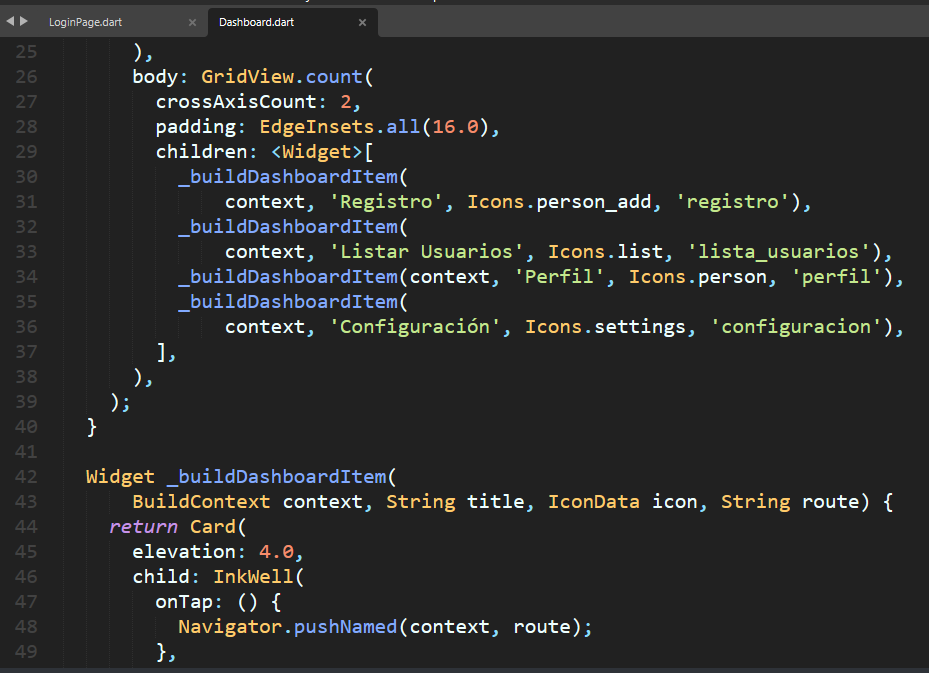 LoginPage.dart × Dashboard.dart ×
25 ),
26 body: GridView.count(
27 crossAxisCount: 2,
28 padding: EdgeInsets.all(16.0),
29 children: <Widget>[
30 _buildDashboardItem(
31 context, 'Registro', Icons.person_add, 'registro'),
32 _buildDashboardItem(
33 context, 'Listar Usuarios', Icons.list, 'lista_usuarios'),
34 _buildDashboardItem(context, 'Perfil', Icons.person, 'perfil'),
35 _buildDashboardItem(
36 context, 'Configuración', Icons.settings, 'configuracion'),
37 ],
38 ),
39 );
40 }
41
42 Widget _buildDashboardItem(
43 BuildContext context, String title, IconData icon, String route) {
44 return Card(
45 elevation: 4.0,
46 child: InkWell(
47 onTap: () {
48 Navigator.pushNamed(context, route);
49 },